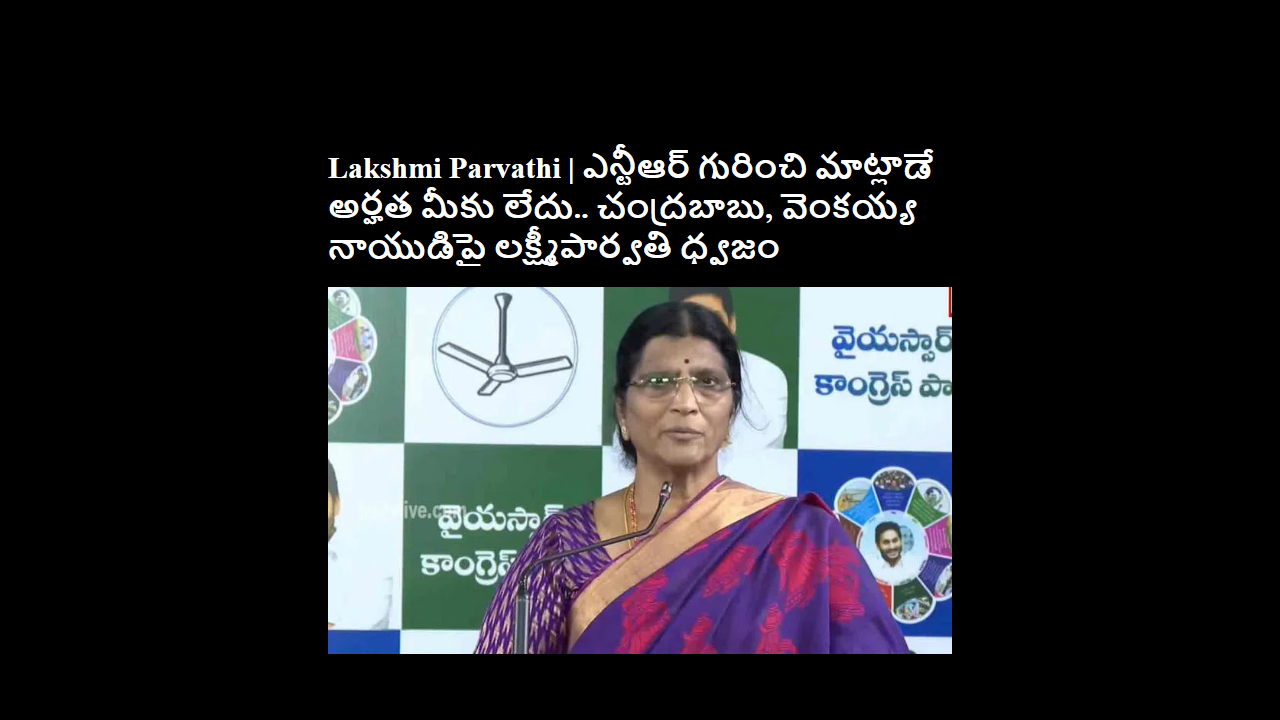 Lakshmi Parvathi | ఎన్టీఆర్ గురించి మాట్లాడే
అర్హత మీకు లేదు.. చంద్రబాబు, వెంకయ్య
నాయుడిపై లక్ష్మీపార్వతి ధ్వజం
వైయస్సార్
కాంగ్రెస్ పా
వైయస్సార్
కాంగ్రెస్